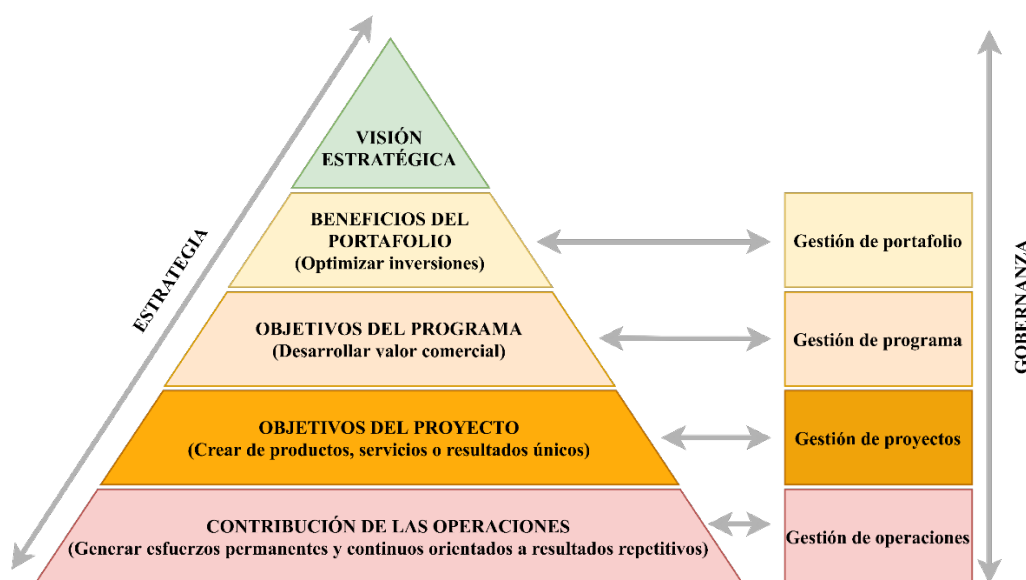 VISIÓN
ESTRATÉGICA
BENEFICIOS DEL
PORTAFOLIO
(Optimizar inversiones)
Gestión de portafolio
OBJETIVOS DEL PROGRAMA
(Desarrollar valor comercial)
Gestión de programa
OBJETIVOS DEL PROYECTO
(Crear de productos, servicios o resultados únicos)
Gestión de proyectos
CONTRIBUCIÓN DE LAS OPERACIONES
(Generar esfuerzos permanentes y continuos orientados a resultados repetitivos)
Gestión de operaciones
ESTRATEGIA
GOBERNANZA